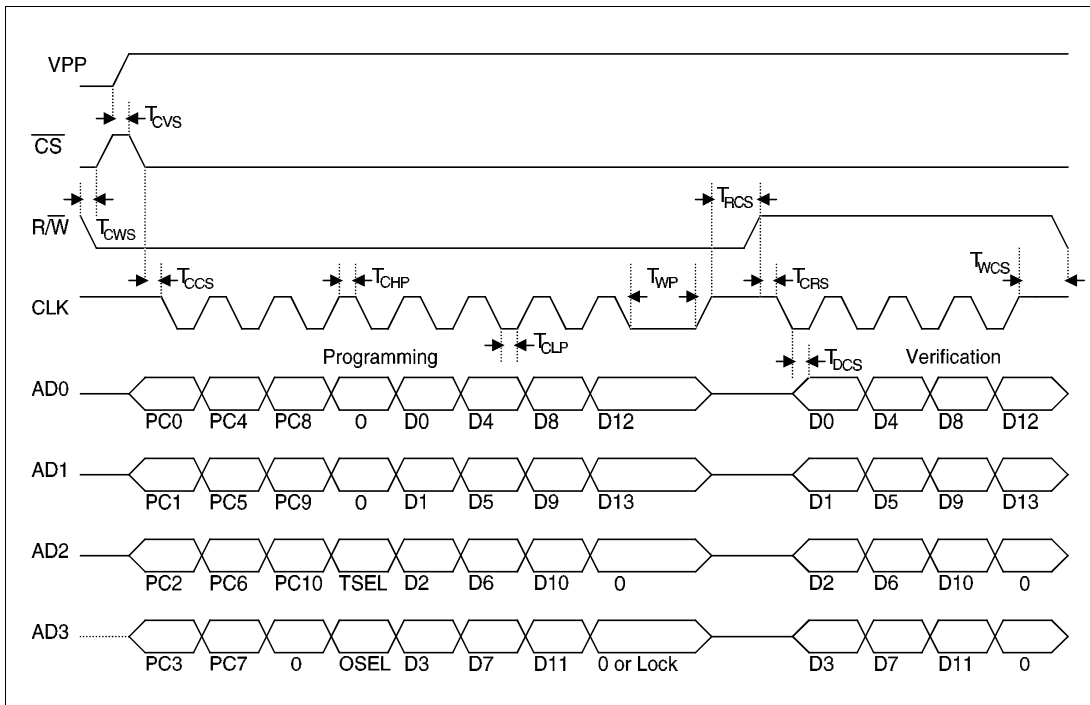 VPP
TCVS
CS
R/W
TCWS
TRCS
TCCS
TCHP
TWP
TCRS
TWCS
CLK
TCLP
TDCS
Programming
Verification
AD0
PC0 PC4 PC8 0 D0 D4 D8 D12 D0 D4 D8 D12
AD1
PC1 PC5 PC9 0 D1 D5 D9 D13 D1 D5 D9 D13
AD2
PC2 PC6 PC10 TSEL D2 D6 D10 0 D2 D6 D10 0
AD3
PC3 PC7 0 OSEL D3 D7 D11 0 or Lock D3 D7 D11 0